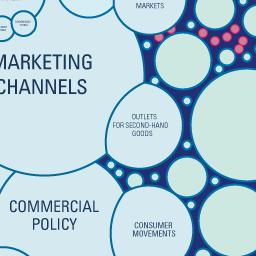 MARKETS
MARKETING
CHANNELS
OUTLETS
FOR SECOND-HAND
GOODS
COMMERCIAL
POLICY
CONSUMER
MOVEMENTS